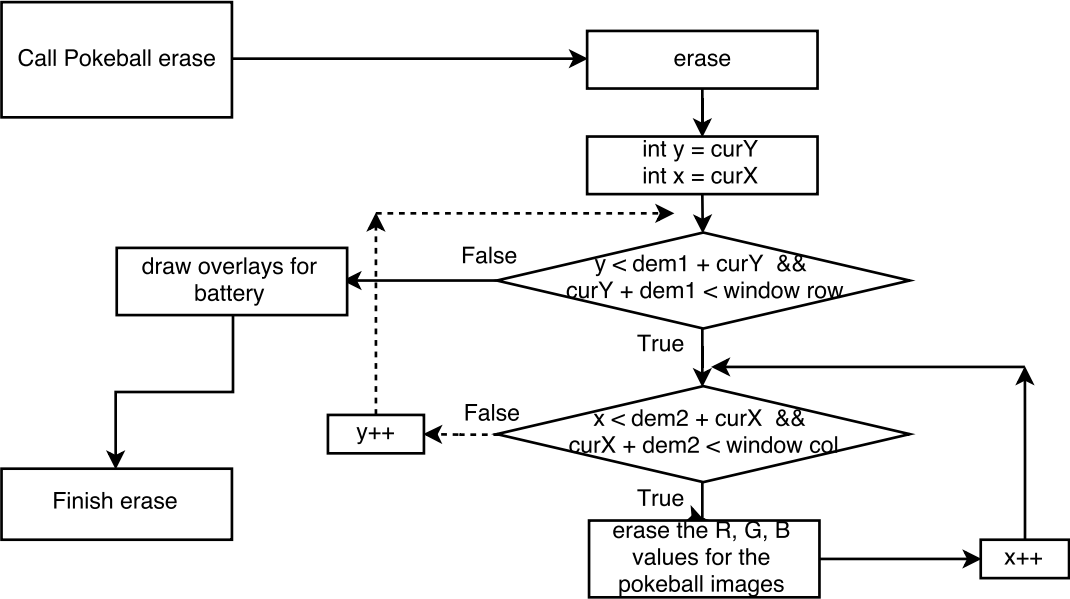 Call Pokeball erase
erase
int y = curY
int x = curX
False
y < dem1 + curY &&
curY + dem1 < window row
draw overlays for
battery
True
False
x < dem2 + curX &&
curX + dem2 < window col
y++
True
Finish erase
erase the R, G, B
values for the
pokeball images
x++